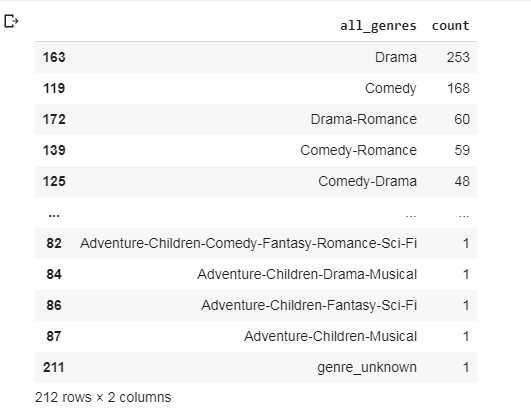 all_genres count
163 Drama 253
119 Comedy 168
172 Drama-Romance 60
139 Comedy-Romance 59
125 Comedy-Drama 48
... ... ...
82 Adventure-Children-Comedy-Fantasy-Romance-Sci-Fi 1
84 Adventure-Children-Drama-Musical 1
86 Adventure-Children-Fantasy-Sci-Fi 1
87 Adventure-Children-Musical 1
211 genre_unknown 1
212 rows × 2 columns